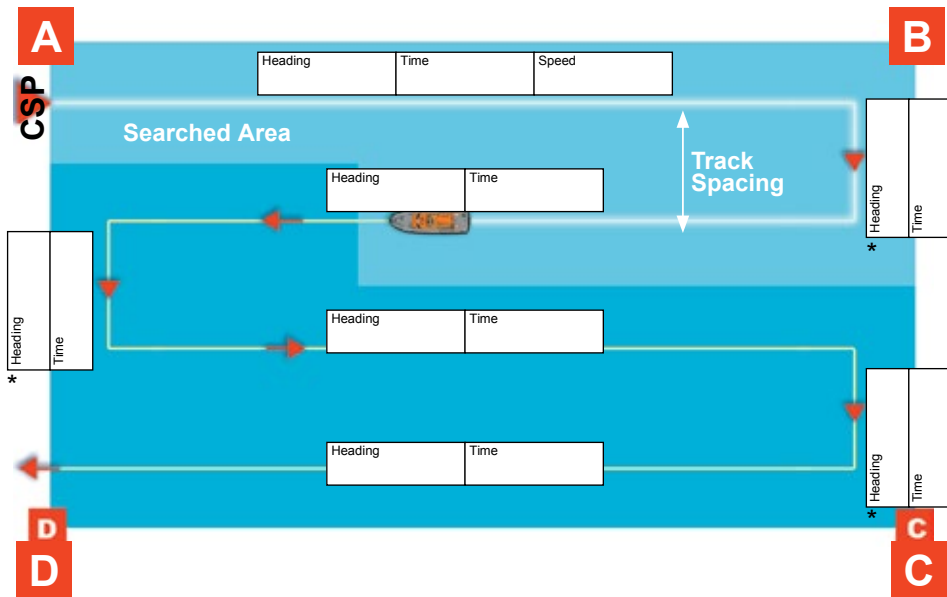 A
B
Heading Time Speed
CSP
Searched Area
Track
Spacing
Heading Time
* Heading
Time
* Heading
Time
Heading Time
* Heading
Time
Heading Time
D
C
D
C